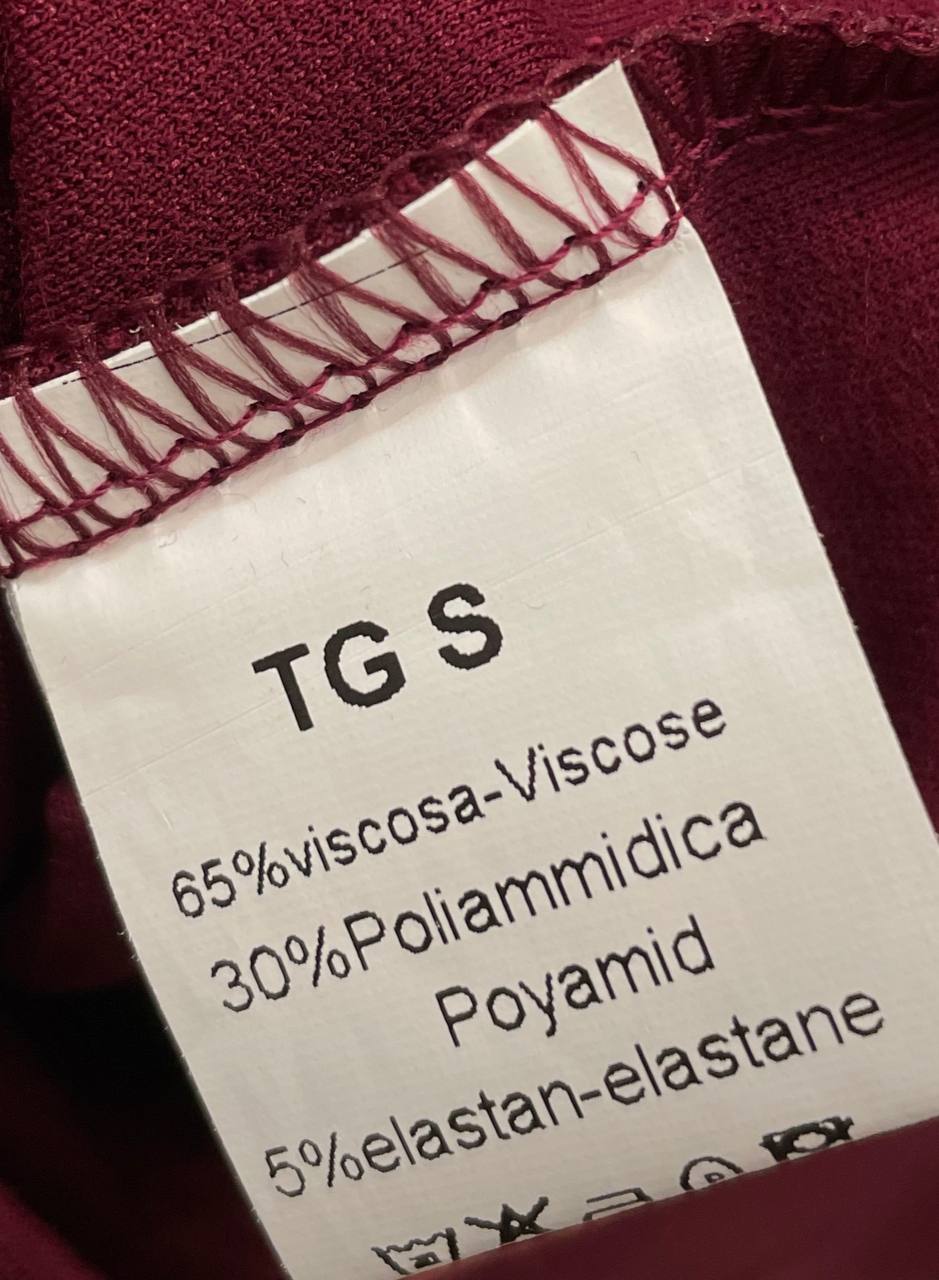 TG S
65%viscosa-Viscose
30%Poliammidica
Poyamid
5%elastan-elastane